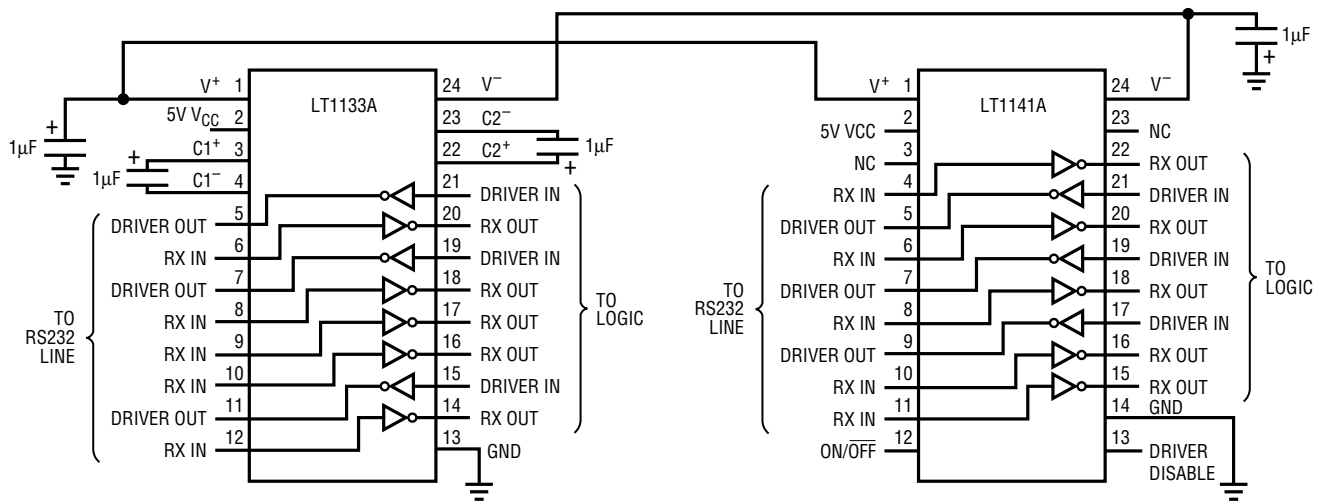 1µF
LT1133A
V⁺ 1
5V VCC 2
C1⁺ 3
C1⁻ 4
+
1µF
+
1µF
24 V⁻
23 C2⁻
22 C2⁺
1µF
+
DRIVER OUT 5
RX IN 6
DRIVER OUT 7
RX IN 8
RX IN 9
RX IN 10
DRIVER OUT 11
RX IN 12
TO
RS232
LINE
21 DRIVER IN
20 RX OUT
19 DRIVER IN
18 RX OUT
17 RX OUT
16 RX OUT
15 DRIVER IN
14 RX OUT
13 GND
TO
LOGIC
LT1141A
V⁺ 1
5V VCC 2
NC 3
RX IN 4
DRIVER OUT 5
RX IN 6
DRIVER OUT 7
RX IN 8
DRIVER OUT 9
RX IN 10
RX IN 11
ON/OFF 12
TO
RS232
LINE
24 V⁻
+
23 NC
22 RX OUT
21 DRIVER IN
20 RX OUT
19 DRIVER IN
18 RX OUT
17 DRIVER IN
16 RX OUT
15 RX OUT
14 GND
13 DRIVER
DISABLE
TO
LOGIC